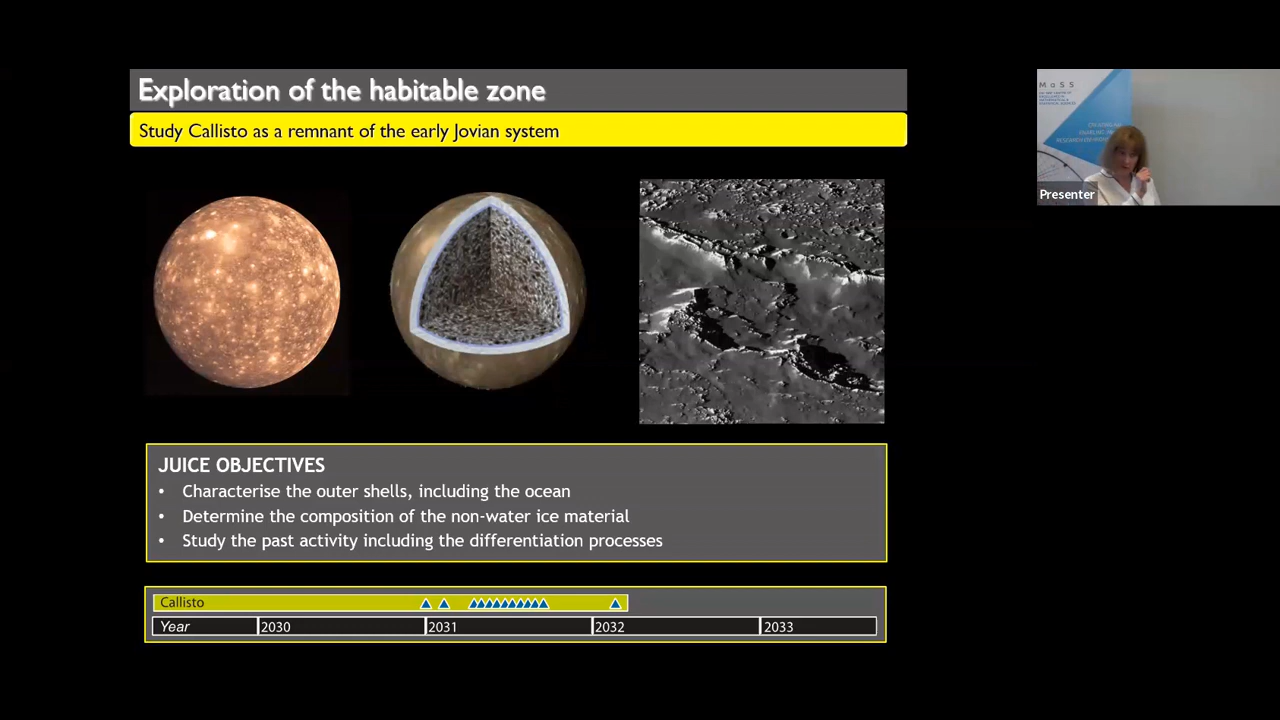 Exploration of the habitable zone
Study Callisto as a remnant of the early Jovian system
MaSS
Presenter
JUICE OBJECTIVES
• Characterise the outer shells, including the ocean
• Determine the composition of the non-water ice material
• Study the past activity including the differentiation processes
Callisto
Year 2030 2031 2032 2033